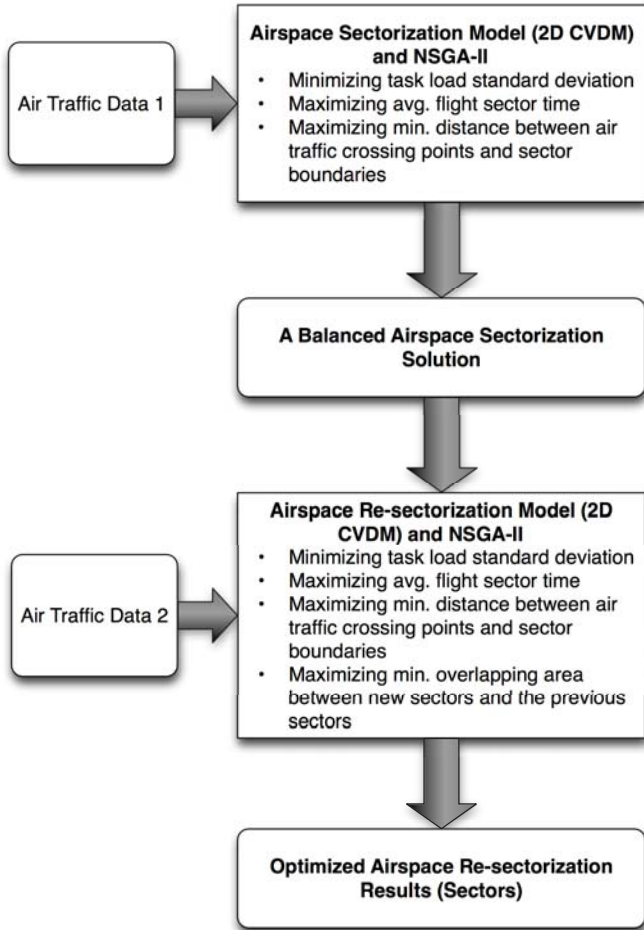 Air Traffic Data 1
Airspace Sectorization Model (2D CVDM)
and NSGA-II
• Minimizing task load standard deviation
• Maximizing avg. flight sector time
• Maximizing min. distance between air
traffic crossing points and sector
boundaries
A Balanced Airspace Sectorization
Solution
Air Traffic Data 2
Airspace Re-sectorization Model (2D
CVDM) and NSGA-II
• Minimizing task load standard deviation
• Maximizing avg. flight sector time
• Maximizing min. distance between air
traffic crossing points and sector
boundaries
• Maximizing min. overlapping area
between new sectors and the previous
sectors
Optimized Airspace Re-sectorization
Results (Sectors)